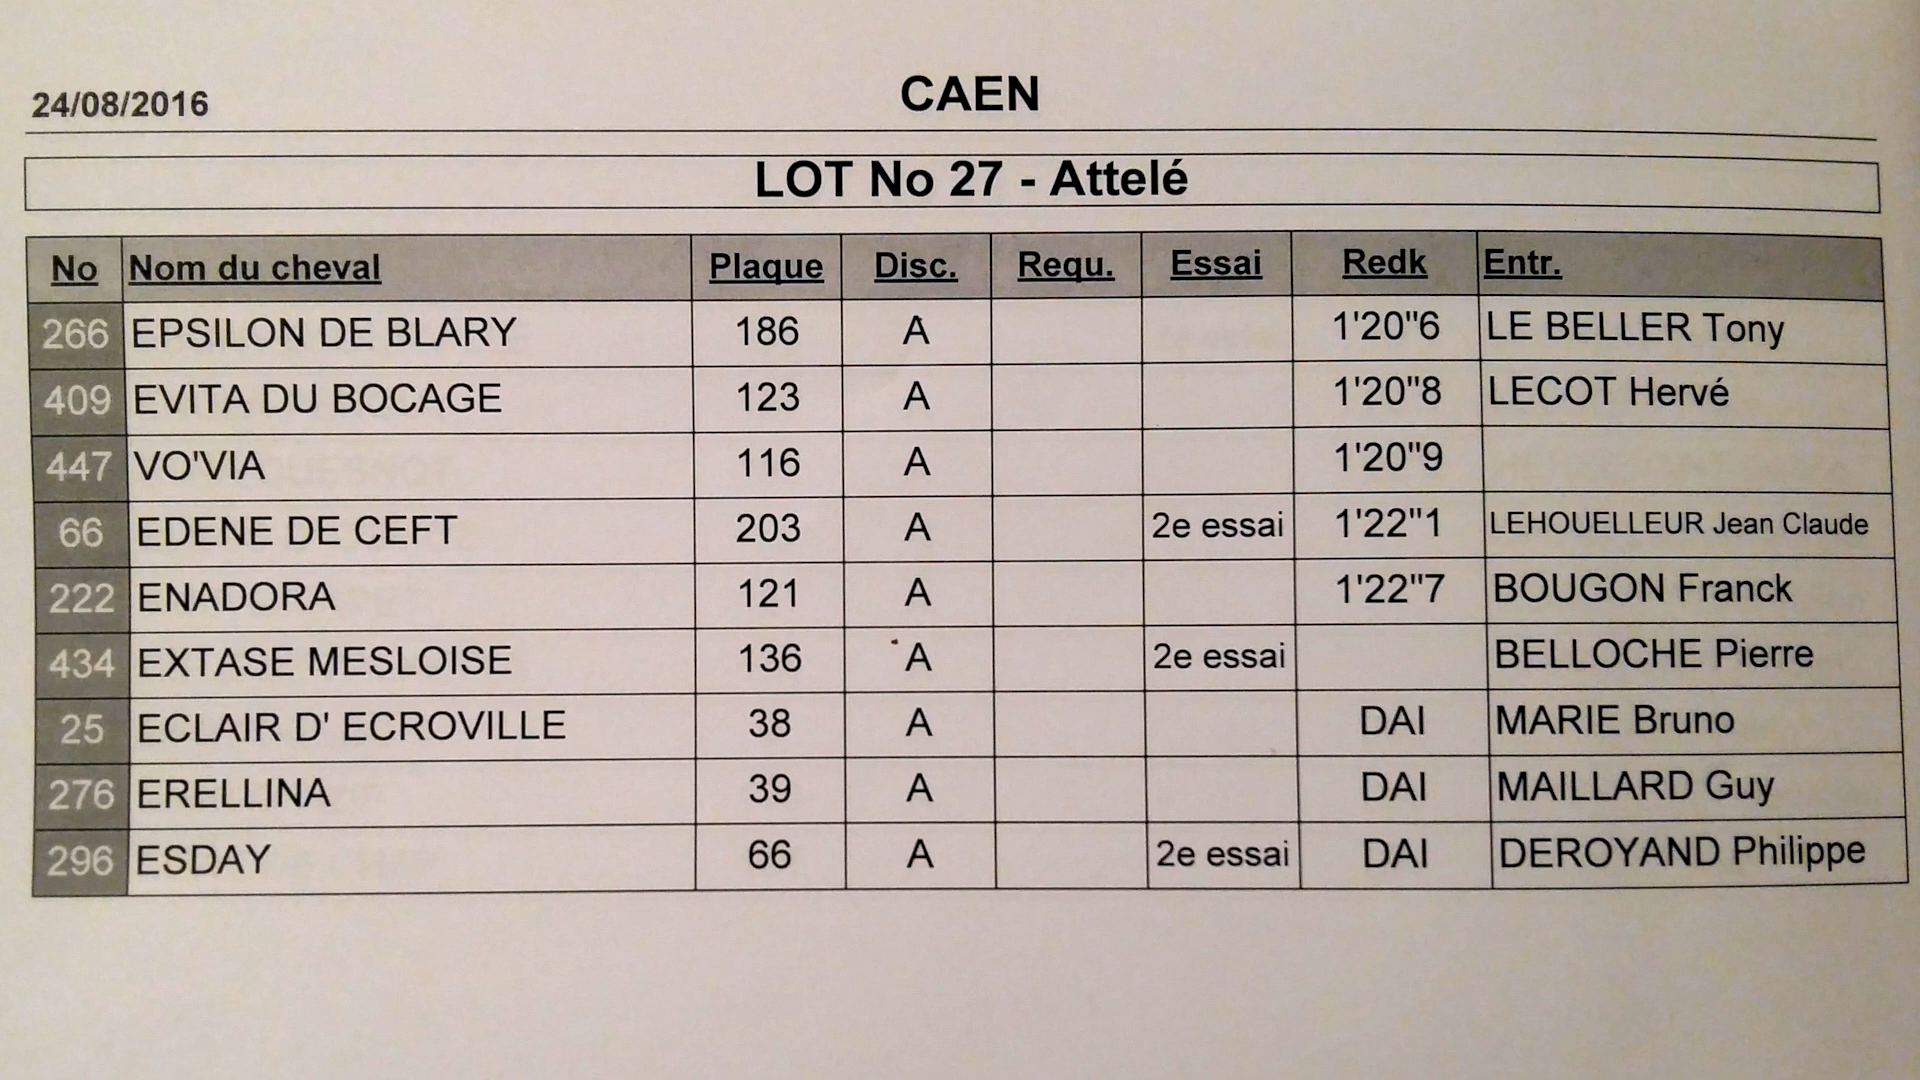 24/08/2016 CAEN
LOT No 27 - Attelé
No Nom du cheval Plaque Disc. Requ. Essai Redk Entr.
266 EPSILON DE BLARY 186 A 1'20"6 LE BELLER Tony
409 EVITA DU BOCAGE 123 A 1'20"8 LECOT Hervé
447 VO'VIA 116 A 1'20"9
66 EDENE DE CEFT 203 A 2e essai 1'22"1 LEHOUELLEUR Jean Claude
222 ENADORA 121 A 1'22"7 BOUGON Franck
434 EXTASE MESLOISE 136 A 2e essai BELLOCHE Pierre
25 ECLAIR D' ECROVILLE 38 A DAI MARIE Bruno
276 ERELLINA 39 A DAI MAILLARD Guy
296 ESDAY 66 A 2e essai DAI DEROYAND Philippe